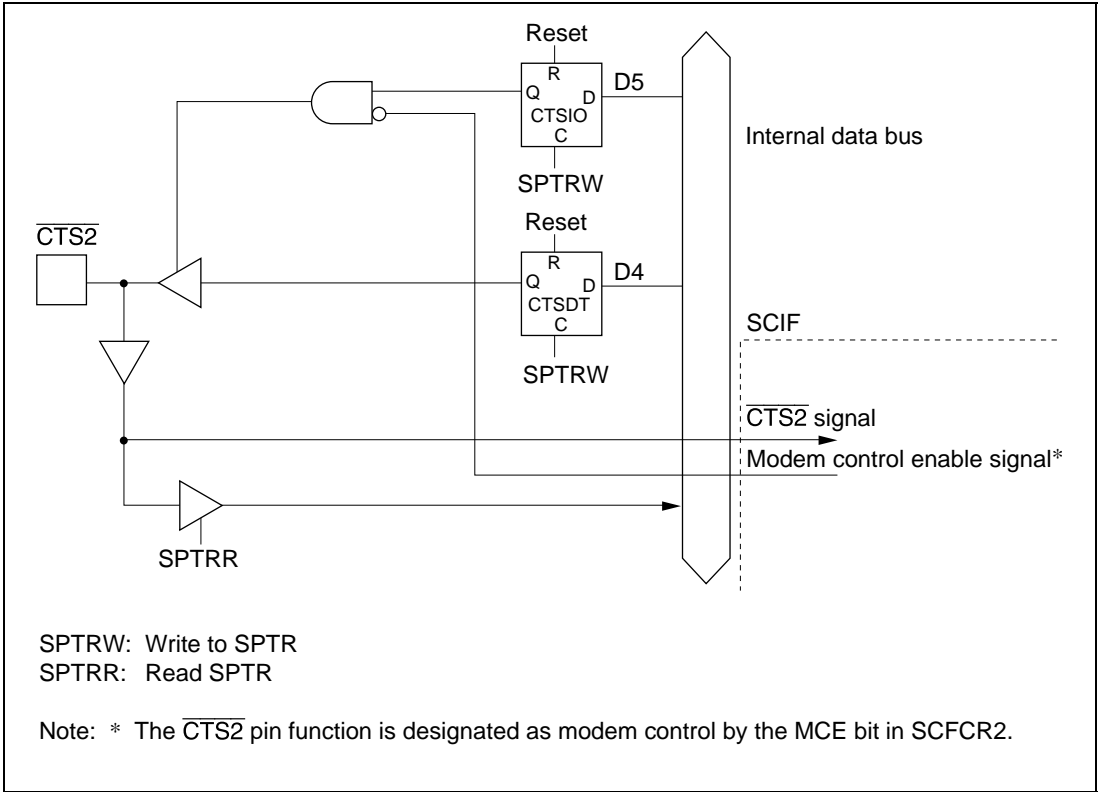 Reset
R
Q
D
CTSIO
C
D5
SPTRW
Internal data bus
Reset
R
Q
D
CTSDT
C
D4
SPTRW
CTS2
SCIF
CTS2 signal
Modem control enable signal*
SPTRR
SPTRW: Write to SPTR
SPTRR: Read SPTR
Note: * The CTS2 pin function is designated as modem control by the MCE bit in SCFCR2.